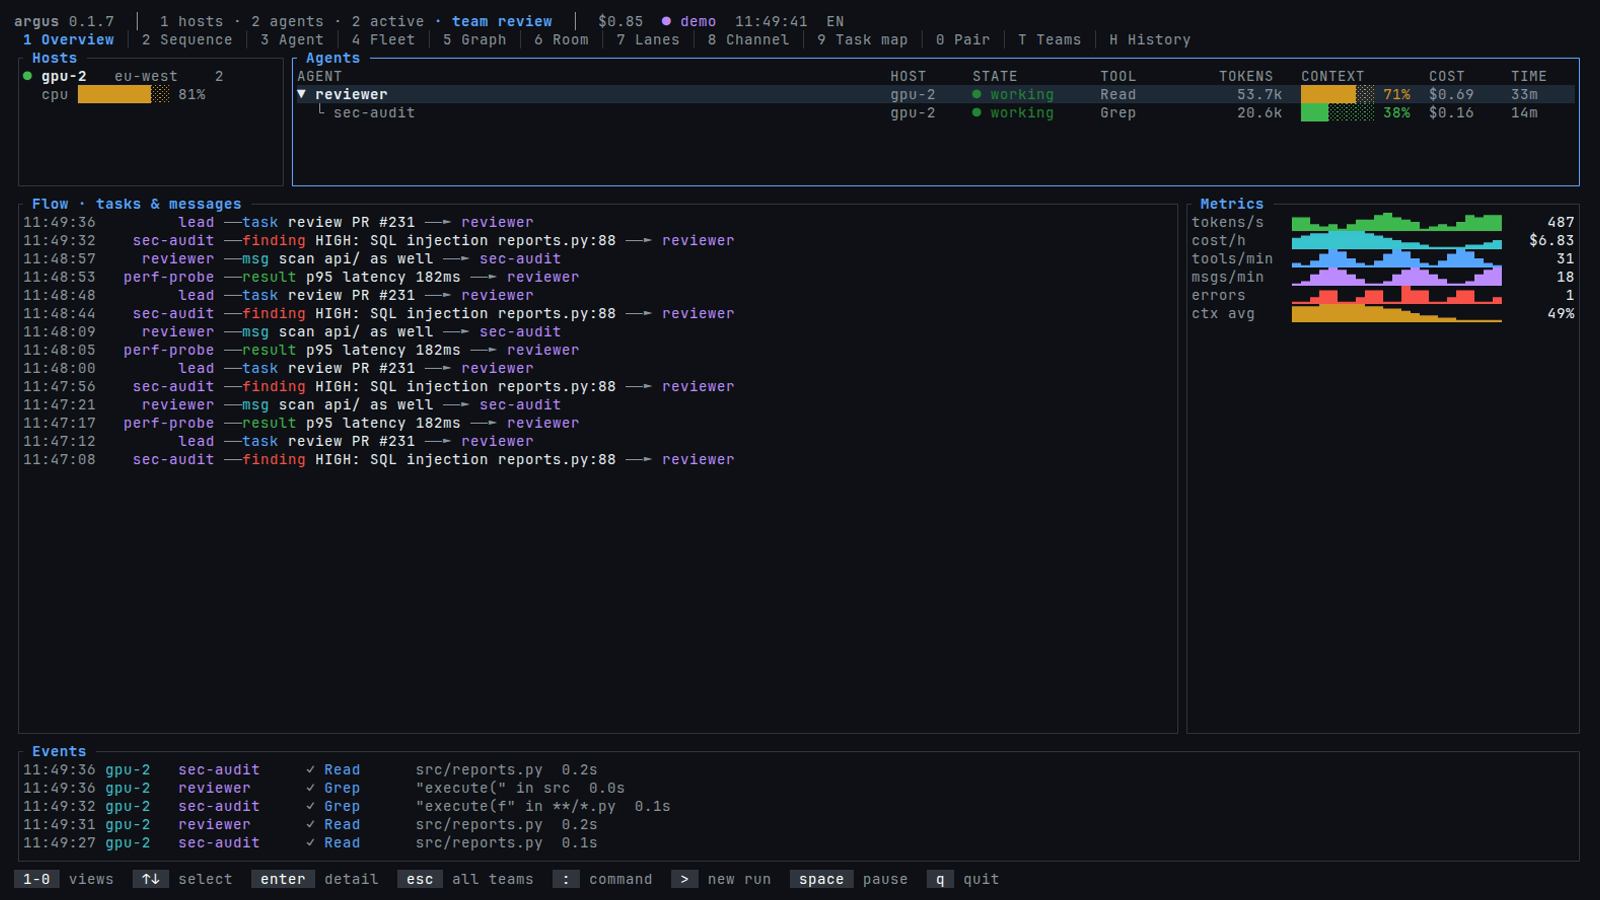 argus 0.1.7 │ 1 hosts · 2 agents · 2 active · team review │ $0.85 ● demo 11:49:41 EN
1 Overview │ 2 Sequence │ 3 Agent │ 4 Fleet │ 5 Graph │ 6 Room │ 7 Lanes │ 8 Channel │ 9 Task map │ 0 Pair │ T Teams │ H History
Hosts
● gpu-2 eu-west 2
cpu 81%
Agents
AGENT HOST STATE TOOL TOKENS CONTEXT COST TIME
▼ reviewer gpu-2 ● working Read 53.7k 71% $0.69 33m
└ sec-audit gpu-2 ● working Grep 20.6k 38% $0.16 14m
Flow · tasks & messages
11:49:36 lead ──task review PR #231 ──► reviewer
11:49:32 sec-audit ──finding HIGH: SQL injection reports.py:88 ──► reviewer
11:48:57 reviewer ──msg scan api/ as well ──► sec-audit
11:48:53 perf-probe ──result p95 latency 182ms ──► reviewer
11:48:48 lead ──task review PR #231 ──► reviewer
11:48:44 sec-audit ──finding HIGH: SQL injection reports.py:88 ──► reviewer
11:48:09 reviewer ──msg scan api/ as well ──► sec-audit
11:48:05 perf-probe ──result p95 latency 182ms ──► reviewer
11:48:00 lead ──task review PR #231 ──► reviewer
11:47:56 sec-audit ──finding HIGH: SQL injection reports.py:88 ──► reviewer
11:47:21 reviewer ──msg scan api/ as well ──► sec-audit
11:47:17 perf-probe ──result p95 latency 182ms ──► reviewer
11:47:12 lead ──task review PR #231 ──► reviewer
11:47:08 sec-audit ──finding HIGH: SQL injection reports.py:88 ──► reviewer
Metrics
tokens/s 487
cost/h $6.83
tools/min 31
msgs/min 18
errors 1
ctx avg 49%
Events
11:49:36 gpu-2 sec-audit ✓ Read src/reports.py 0.2s
11:49:36 gpu-2 reviewer ✓ Grep "execute(" in src 0.0s
11:49:32 gpu-2 sec-audit ✓ Grep "execute(f" in **/*.py 0.1s
11:49:31 gpu-2 reviewer ✓ Read src/reports.py 0.2s
11:49:27 gpu-2 sec-audit ✓ Read src/reports.py 0.1s
1-0 views ↑↓ select enter detail esc all teams : command > new run space pause q quit